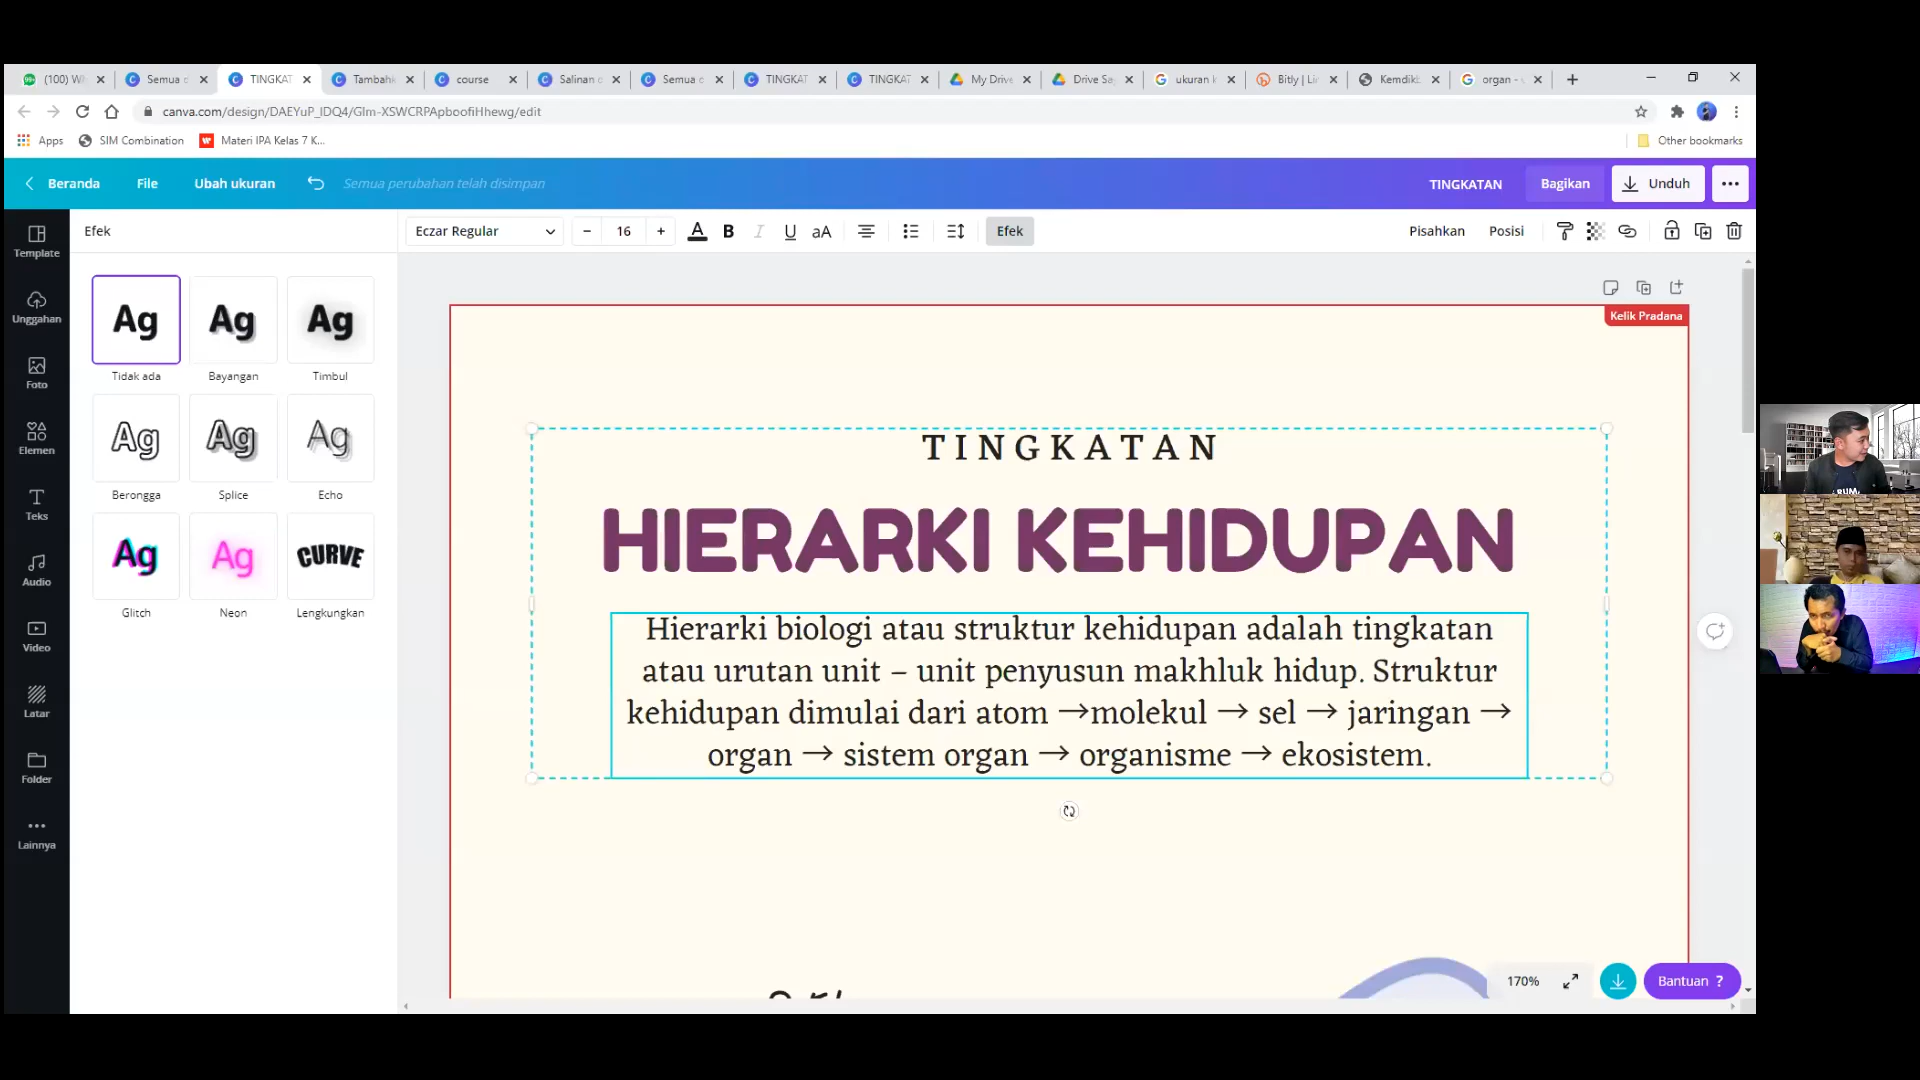 (100) W
Semua
TINGKAT
Tambahk
course
Salinan
Semua
TINGKAT
TINGKAT
My Drive
Drive Sa
ukuran
Bitly | Li
Kemdikb
organ -
canva.com/design/DAEYuP_IDQ4/GIm-XSWCRPApboofiHhewg/edit
Apps
SIM Combination
Materi IPA Kelas 7 K...
Other bookmarks
Beranda
File
Ubah ukuran
Semua perubahan telah disimpan
TINGKATAN
Bagikan
Unduh
Efek
Eczar Regular
16
A
B
I
U
aA
Efek
Pisahkan
Posisi
Template
Unggahan
Foto
Elemen
Teks
Audio
Video
Latar
Folder
Lainnya
Ag
Ag
Ag
Tidak ada
Bayangan
Timbul
Ag
Ag
Ag
Berongga
Splice
Echo
Ag
Ag
CURVE
Glitch
Neon
Lengkungkan
Kelik Pradana
TINGKATAN
HIERARKI KEHIDUPAN
Hierarki biologi atau struktur kehidupan adalah tingkatan
atau urutan unit – unit penyusun makhluk hidup. Struktur
kehidupan dimulai dari atom →molekul → sel → jaringan →
organ → sistem organ → organisme → ekosistem.
170%
Bantuan ?